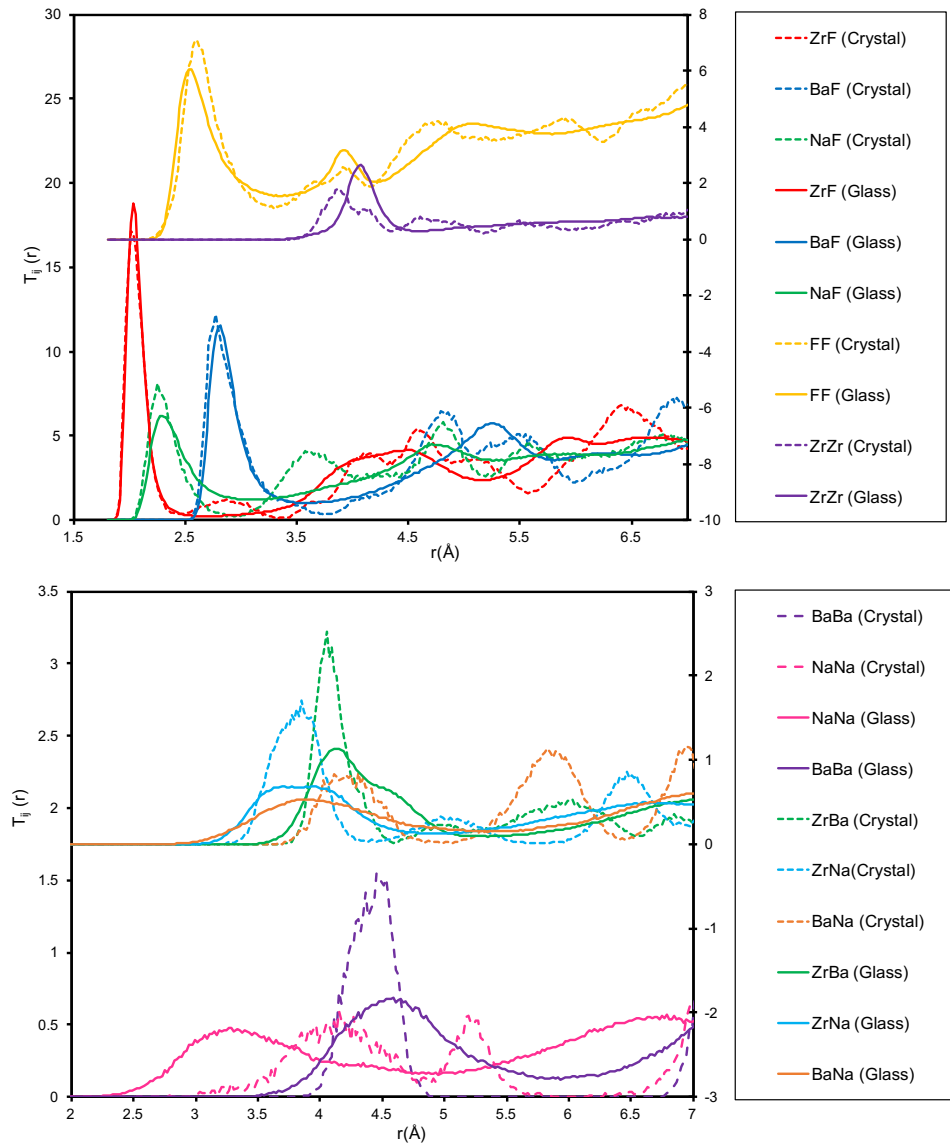 30
25
20
15
10
5
0
T ij (r)
8
6
4
2
0
-2
-4
-6
-8
-10
1.5
2.5
3.5
4.5
5.5
6.5
r(Å)
ZrF (Crystal)
BaF (Crystal)
NaF (Crystal)
ZrF (Glass)
BaF (Glass)
NaF (Glass)
FF (Crystal)
FF (Glass)
ZrZr (Crystal)
ZrZr (Glass)
3.5
3
2.5
2
1.5
1
0.5
0
T ij (r)
3
2
1
0
-1
-2
-3
2
2.5
3
3.5
4
4.5
5
5.5
6
6.5
7
r(Å)
BaBa (Crystal)
NaNa (Crystal)
NaNa (Glass)
BaBa (Glass)
ZrBa (Crystal)
ZrNa(Crystal)
BaNa (Crystal)
ZrBa (Glass)
ZrNa (Glass)
BaNa (Glass)